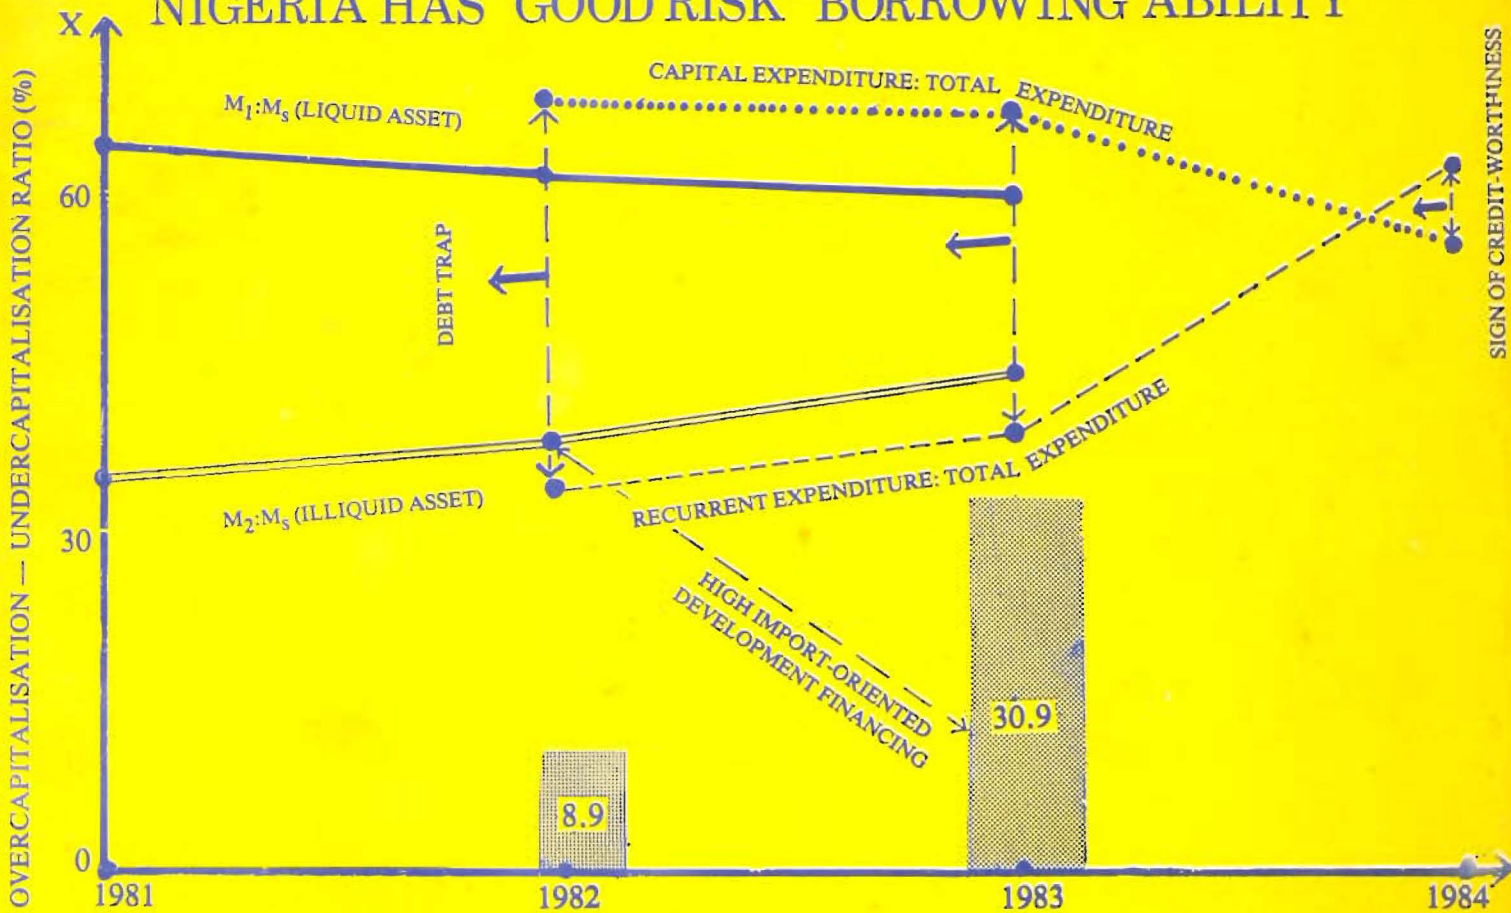 NIGERIA HAS "GOOD RISK" BORROWING ABILITY
X
OVERCAPITALISATION — UNDERCAPITALISATION RATIO (%)
60
30
0
M1:Ms (LIQUID ASSET)
CAPITAL EXPENDITURE: TOTAL EXPENDITURE
DEBT TRAP
SIGN OF CREDIT-WORTHINESS
M2:Ms (ILLIQUID ASSET)
RECURRENT EXPENDITURE: TOTAL EXPENDITURE
HIGH IMPORT-ORIENTED
DEVELOPMENT FINANCING
8.9
30.9
1981
1982
1983
1984